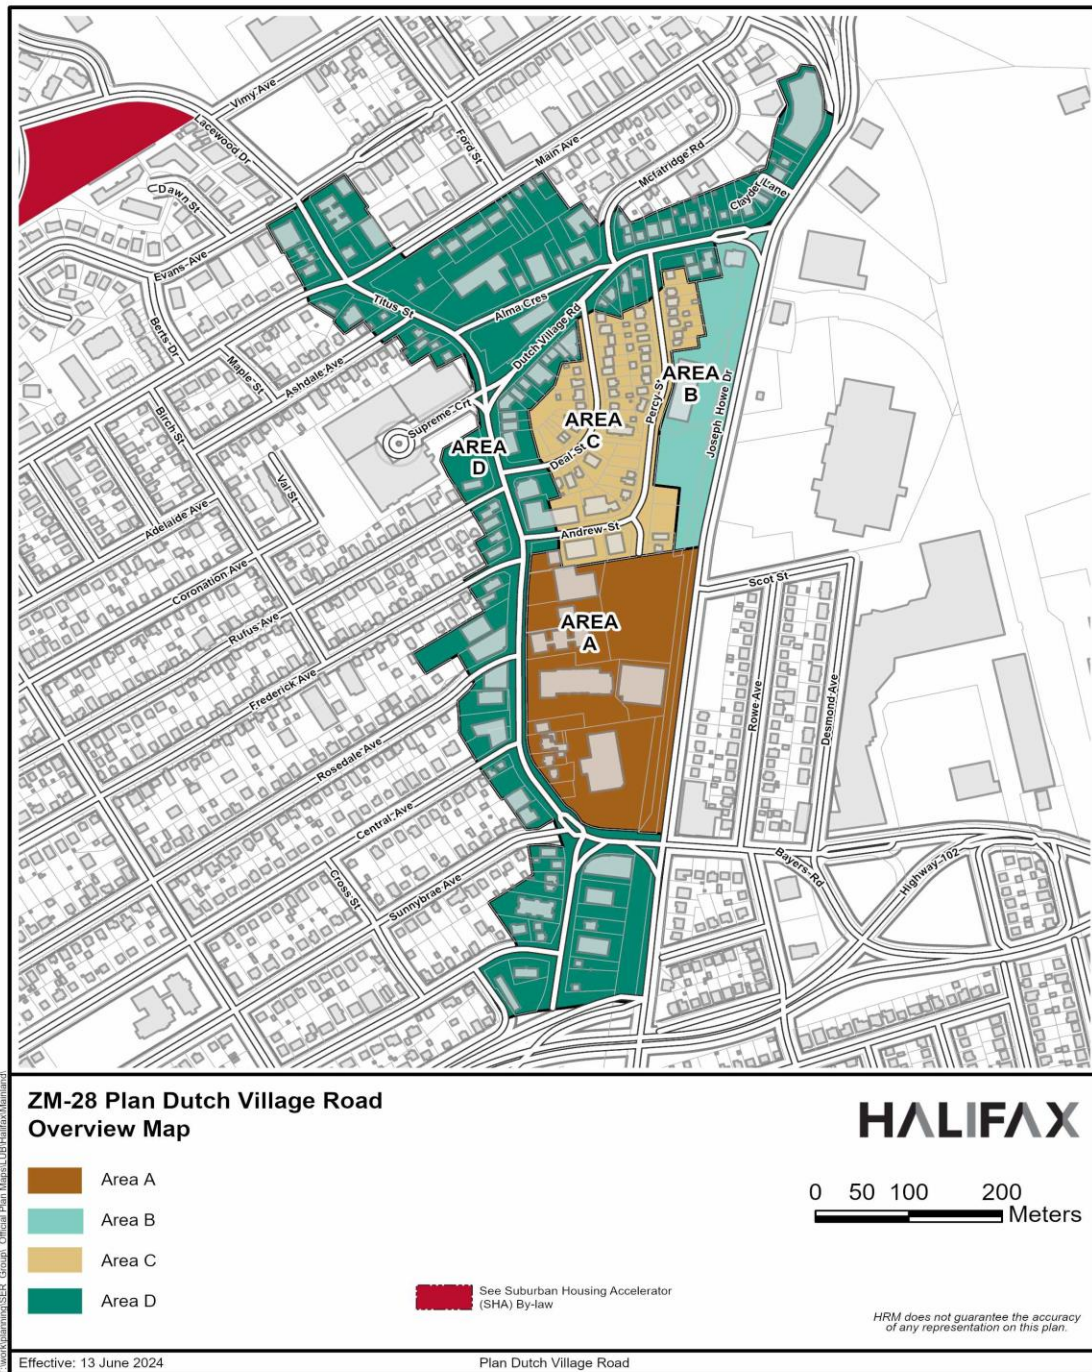 Vimy Ave
Lacewood Dr
Ford St
Main Ave
Mcfatridge Rd
Dawn St
Clayde Lane
Evans Ave
Titus St
Alma Cres
Dutch Village Rd
Berts Dr
Maple St
Ashdale Ave
Percy St
AREA
B
Joseph Howe Dr
Birch St
Supreme Crt
AREA
C
AREA
D
Deal St
Val St
Adelaide Ave
Andrew St
Coronation Ave
Scot St
Rufus Ave
AREA
A
Frederick Ave
Rowe Ave
Desmond Ave
Rosedale Ave
Central Ave
Cross St
Sunnybrae Ave
Bayers Rd
Highway 102
ZM-28 Plan Dutch Village Road
Overview Map
HALIFAX
Area A
Area B
Area C
Area D
0 50 100 200
Meters
See Suburban Housing Accelerator
(SHA) By-law
HRM does not guarantee the accuracy
of any representation on this plan.
Effective: 13 June 2024
Plan Dutch Village Road